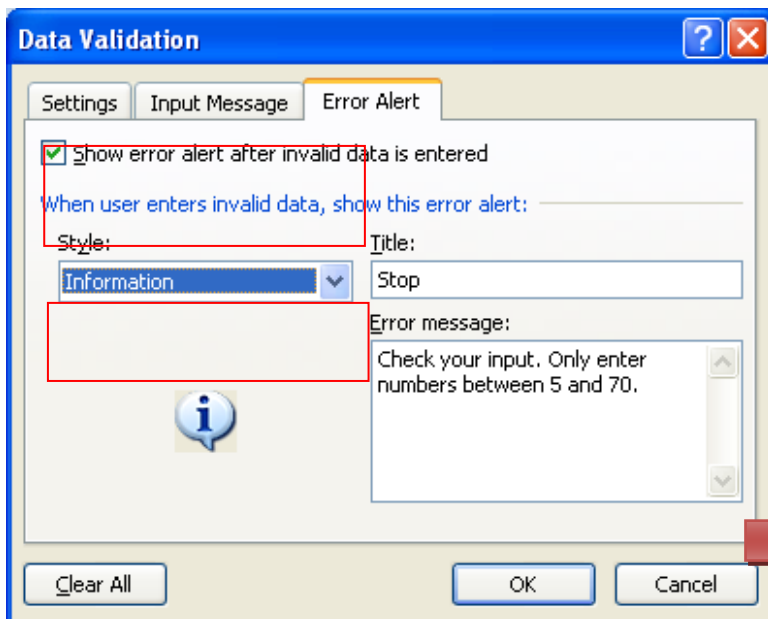 Data Validation
Settings Input Message Error Alert
Show error alert after invalid data is entered
When user enters invalid data, show this error alert:
Style: Title:
Information Stop
Error message:
Check your input. Only enter
numbers between 5 and 70.
Clear All OK Cancel